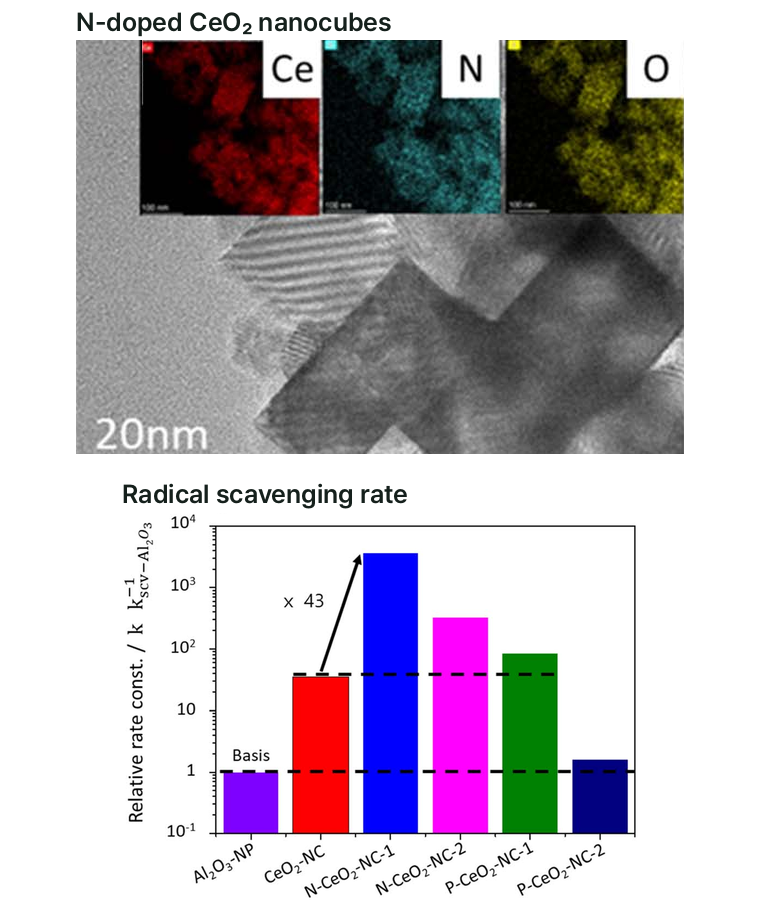 N-doped CeO₂ nanocubes
Ce
N
O
100 nm
100 nm
100 nm
20nm
Radical scavenging rate
Relative rate const. / k k⁻¹scv−Al₂O₃
10⁴
10³
10²
10
1
10⁻¹
x 43
Basis
Al₂O₃-NP
CeO₂-NC
N-CeO₂-NC-1
N-CeO₂-NC-2
P-CeO₂-NC-1
P-CeO₂-NC-2